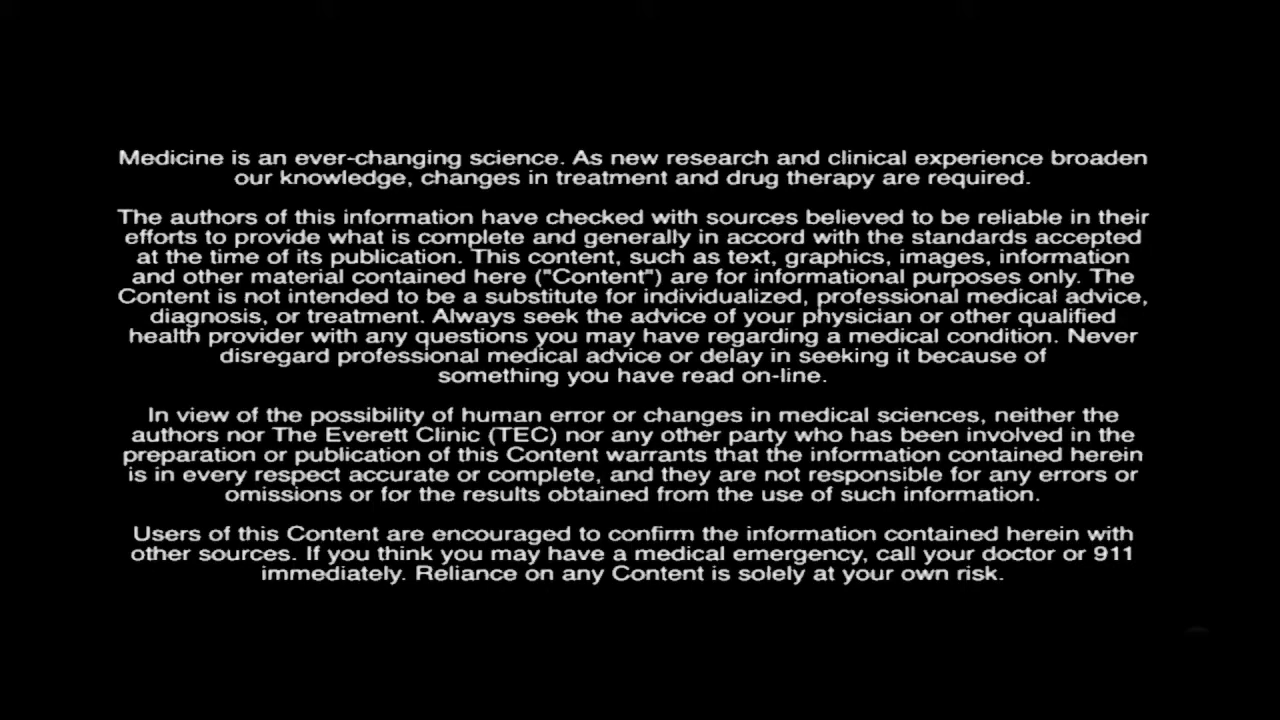 Medicine is an ever-changing science. As new research and clinical experience broaden
our knowledge, changes in treatment and drug therapy are required.
The authors of this information have checked with sources believed to be reliable in their
efforts to provide what is complete and generally in accord with the standards accepted
at the time of its publication. This content, such as text, graphics, images, information
and other material contained here ("Content") are for informational purposes only. The
Content is not intended to be a substitute for individualized, professional medical advice,
diagnosis, or treatment. Always seek the advice of your physician or other qualified
health provider with any questions you may have regarding a medical condition. Never
disregard professional medical advice or delay in seeking it because of
something you have read on-line.
In view of the possibility of human error or changes in medical sciences, neither the
authors nor The Everett Clinic (TEC) nor any other party who has been involved in the
preparation or publication of this Content warrants that the information contained herein
is in every respect accurate or complete, and they are not responsible for any errors or
omissions or for the results obtained from the use of such information.
Users of this Content are encouraged to confirm the information contained herein with
other sources. If you think you may have a medical emergency, call your doctor or 911
immediately. Reliance on any Content is solely at your own risk.